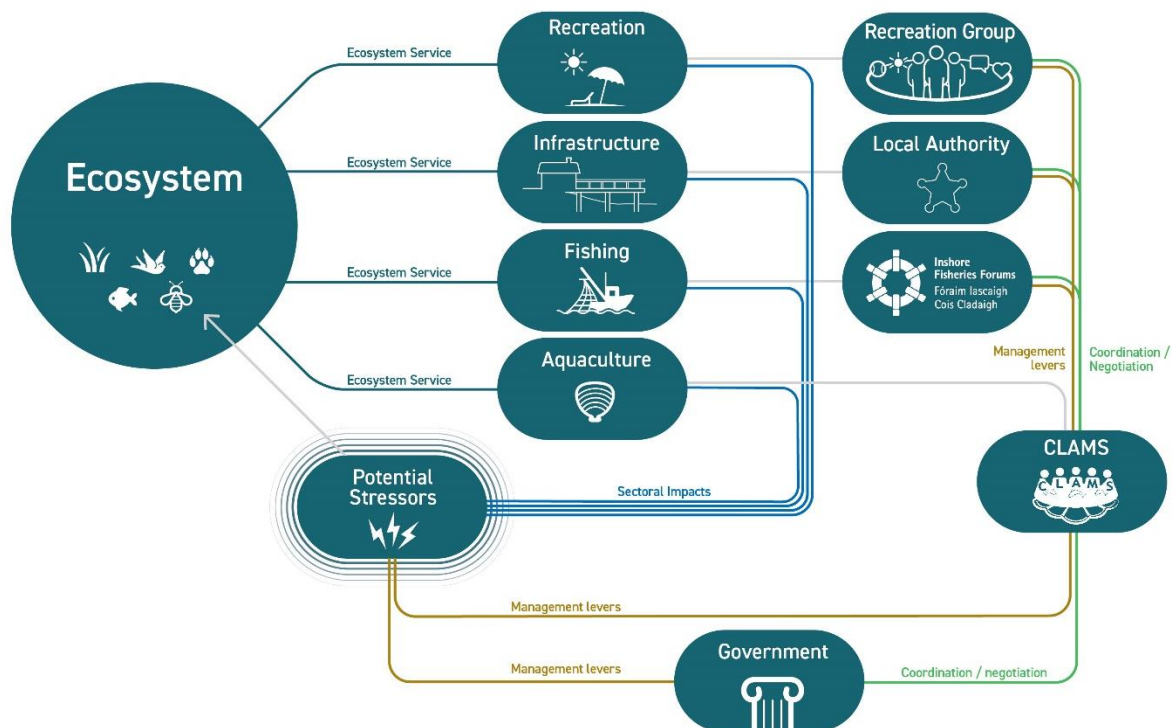 Ecosystem
Ecosystem Service
Recreation
Recreation Group
Ecosystem Service
Infrastructure
Local Authority
Ecosystem Service
Fishing
Inshore
Fisheries Forums
Fóraim Iascaigh
Cois Cladaigh
Ecosystem Service
Aquaculture
Management
levers
Coordination /
Negotiation
Potential
Stressors
Sectoral Impacts
CLAMS
C L A M S
Management levers
Management levers
Government
Coordination / negotiation